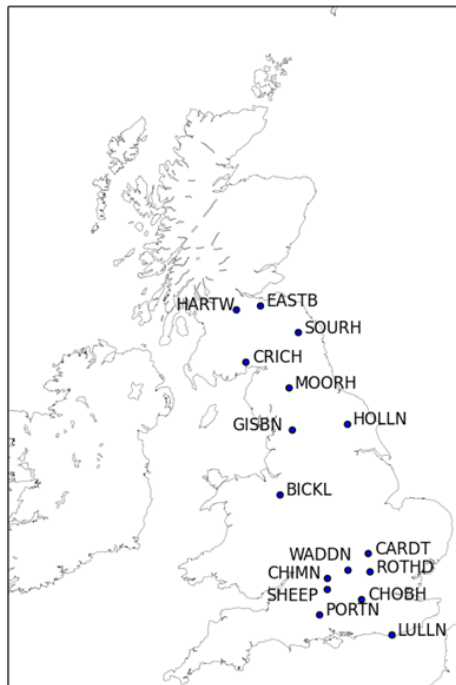 HARTW
EASTB
SOURH
CRICH
MOORH
GISBN
HOLLN
BICKL
WADDN
CARDT
CHIMN
ROTHD
SHEEP
CHOBH
PORTN
LULLN